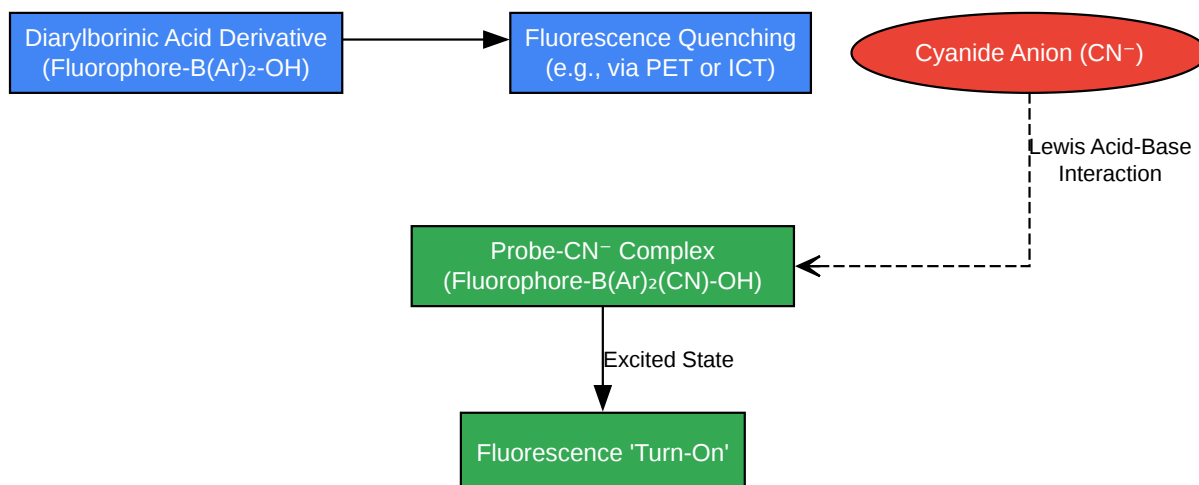 Diarylborinic Acid Derivative
(Fluorophore-B(Ar)₂-OH)
Fluorescence Quenching
(e.g., via PET or ICT)
Cyanide Anion (CN⁻)
Lewis Acid-Base
Interaction
Probe-CN⁻ Complex
(Fluorophore-B(Ar)₂(CN)-OH)
Excited State
Fluorescence 'Turn-On'